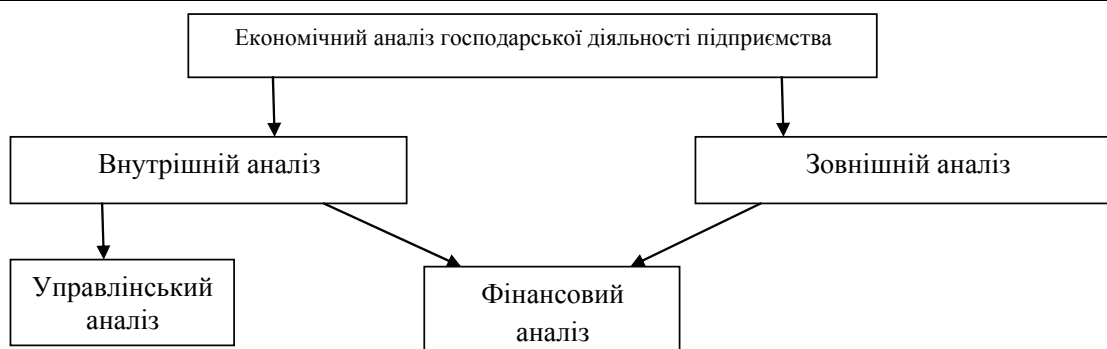 Економічний аналіз господарської діяльності підприємства
Внутрішній аналіз
Зовнішній аналіз
Управлінський
аналіз
Фінансовий
аналіз